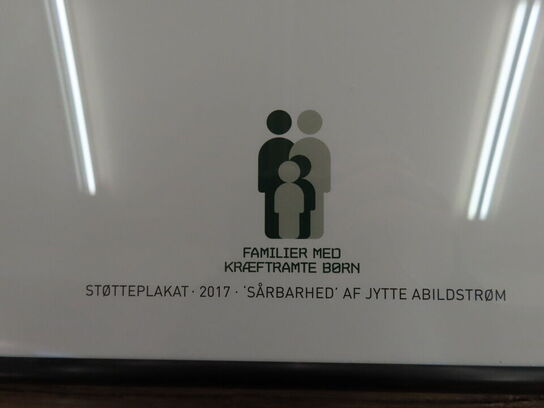 FAMILIER MED
KRÆFTRAMTE BØRN
STØTTEPLAKAT · 2017 · 'SÅRBARHED' AF JYTTE ABILDSTRØM